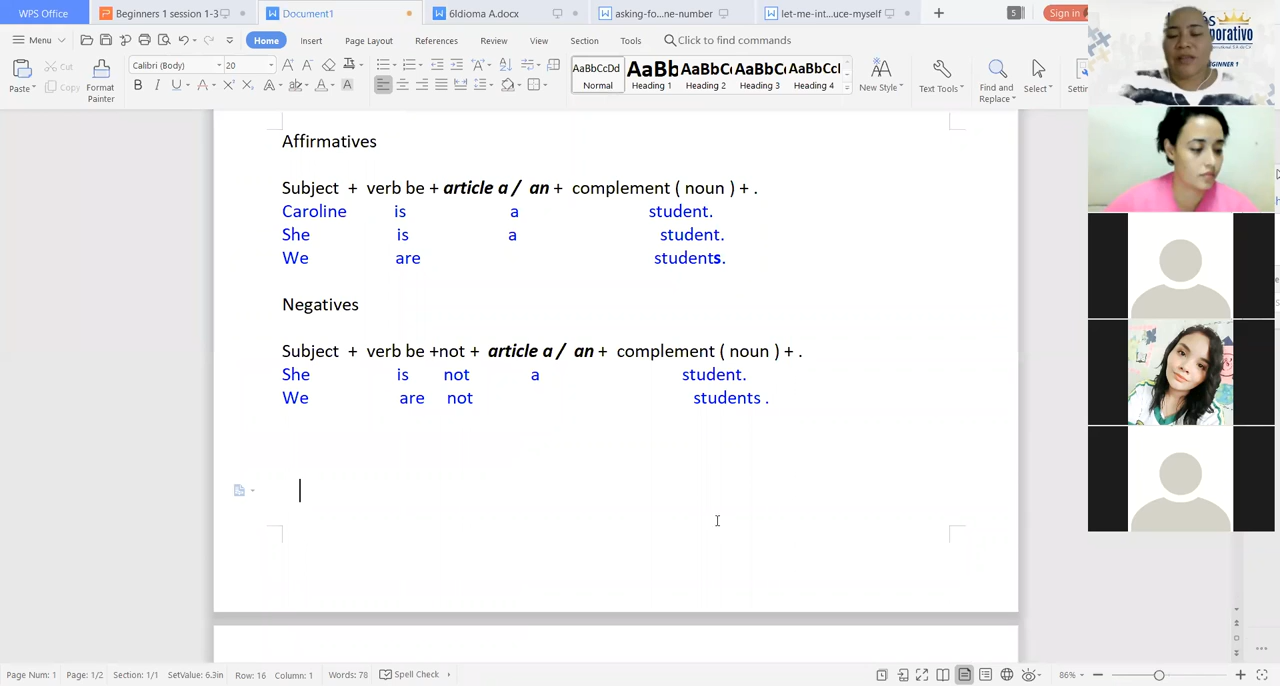 WPS Office
Beginners 1 session 1-3
Document1
6Idioma A.docx
asking-fo...ne-number
let-me-int...uce-myself
+
5
Sign in
Menu
Home
Insert
Page Layout
References
Review
View
Section
Tools
Click to find commands
Paste
Cut
Copy
Format
Painter
Calibri (Body)
20
AaBbCcDd
Normal
AaBb
Heading 1
AaBbC
Heading 2
AaBbC
Heading 3
AaBbCcI
Heading 4
New Style
Text Tools
Find and
Replace
Select
BEGINNER 1
Affirmatives
Subject + verb be + article a / an + complement ( noun ) + .
Caroline is a student.
She is a student.
We are students.
Negatives
Subject + verb be +not + article a / an + complement ( noun ) + .
She is not a student.
We are not students .
Page Num: 1
Page: 1/2
Section: 1/1
SetValue: 6.3in
Row: 16
Column: 1
Words: 78
Spell Check
86%